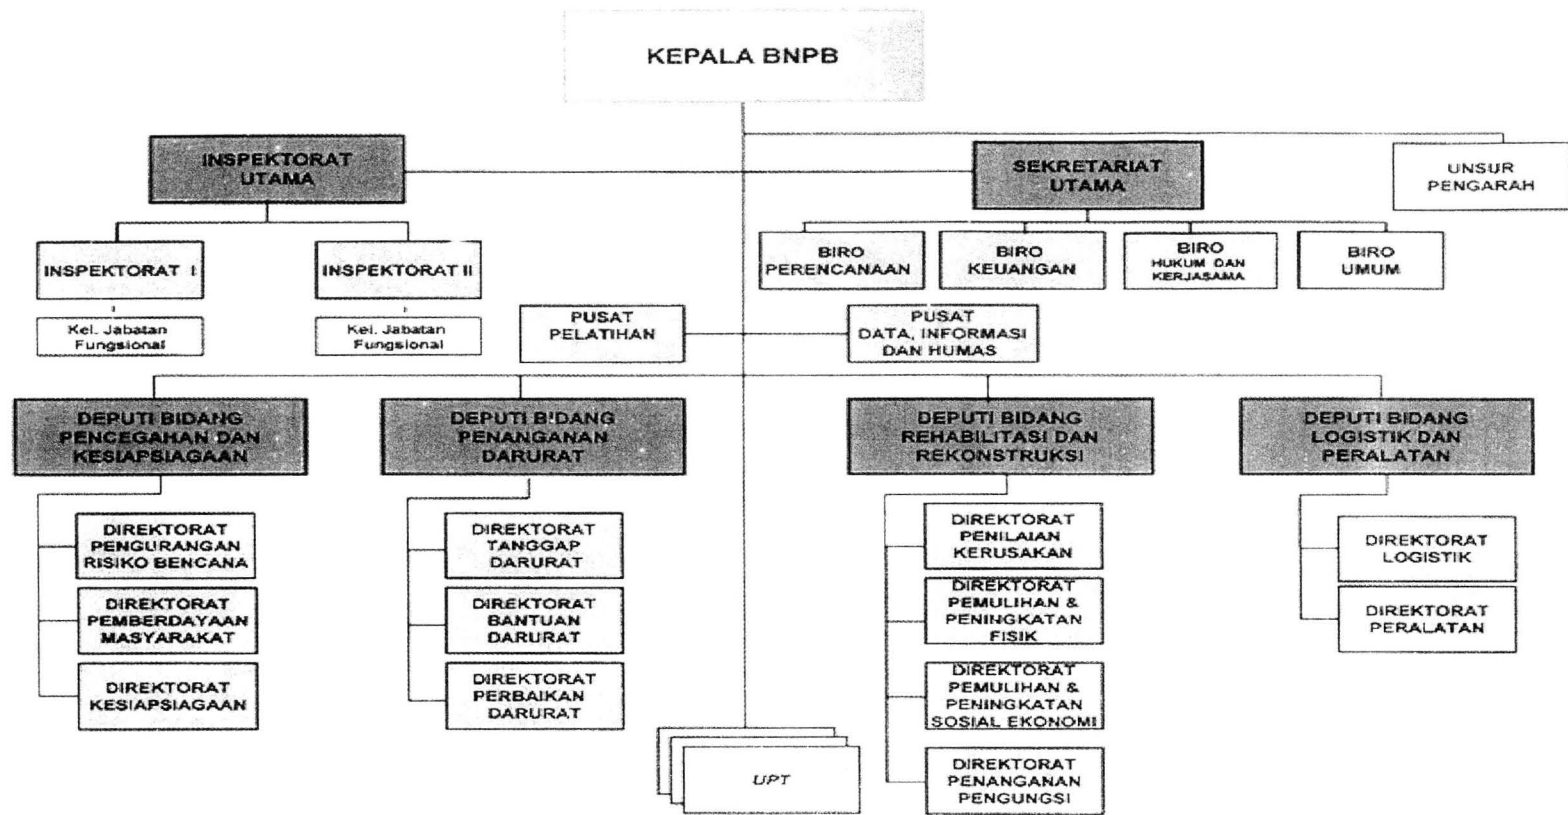 KEPALA BNPB
INSPEKTORAT
UTAMA
SEKRETARIAT
UTAMA
UNSUR
PENGARAH
INSPEKTORAT I
INSPEKTORAT II
BIRO
PERENCANAAN
BIRO
KEUANGAN
BIRO
HUKUM DAN
KERJASAMA
BIRO
UMUM
Kel. Jabatan
Fungsional
Kel. Jabatan
Fungsional
PUSAT
PELATIHAN
PUSAT
DATA, INFORMASI
DAN HUMAS
DEPUTI BIDANG
PENCEGAHAN DAN
KESIAPSIAGAAN
DEPUTI BIDANG
PENANGANAN
DARURAT
DEPUTI BIDANG
REHABILITASI DAN
REKONSTRUKSI
DEPUTI BIDANG
LOGISTIK DAN
PERALATAN
DIREKTORAT
PENGURANGAN
RISIKO BENCANA
DIREKTORAT
PEMBERDAYAAN
MASYARAKAT
DIREKTORAT
KESIAPSIAGAAN
DIREKTORAT
TANGGAP
DARURAT
DIREKTORAT
BANTUAN
DARURAT
DIREKTORAT
PERBAIKAN
DARURAT
DIREKTORAT
PENILAIAN
KERUSAKAN
DIREKTORAT
PEMULIHAN &
PENINGKATAN
FISIK
DIREKTORAT
PEMULIHAN &
PENINGKATAN
SOSIAL EKONOMI
DIREKTORAT
PENANGANAN
PENGUNGSI
DIREKTORAT
LOGISTIK
DIREKTORAT
PERALATAN
UPT